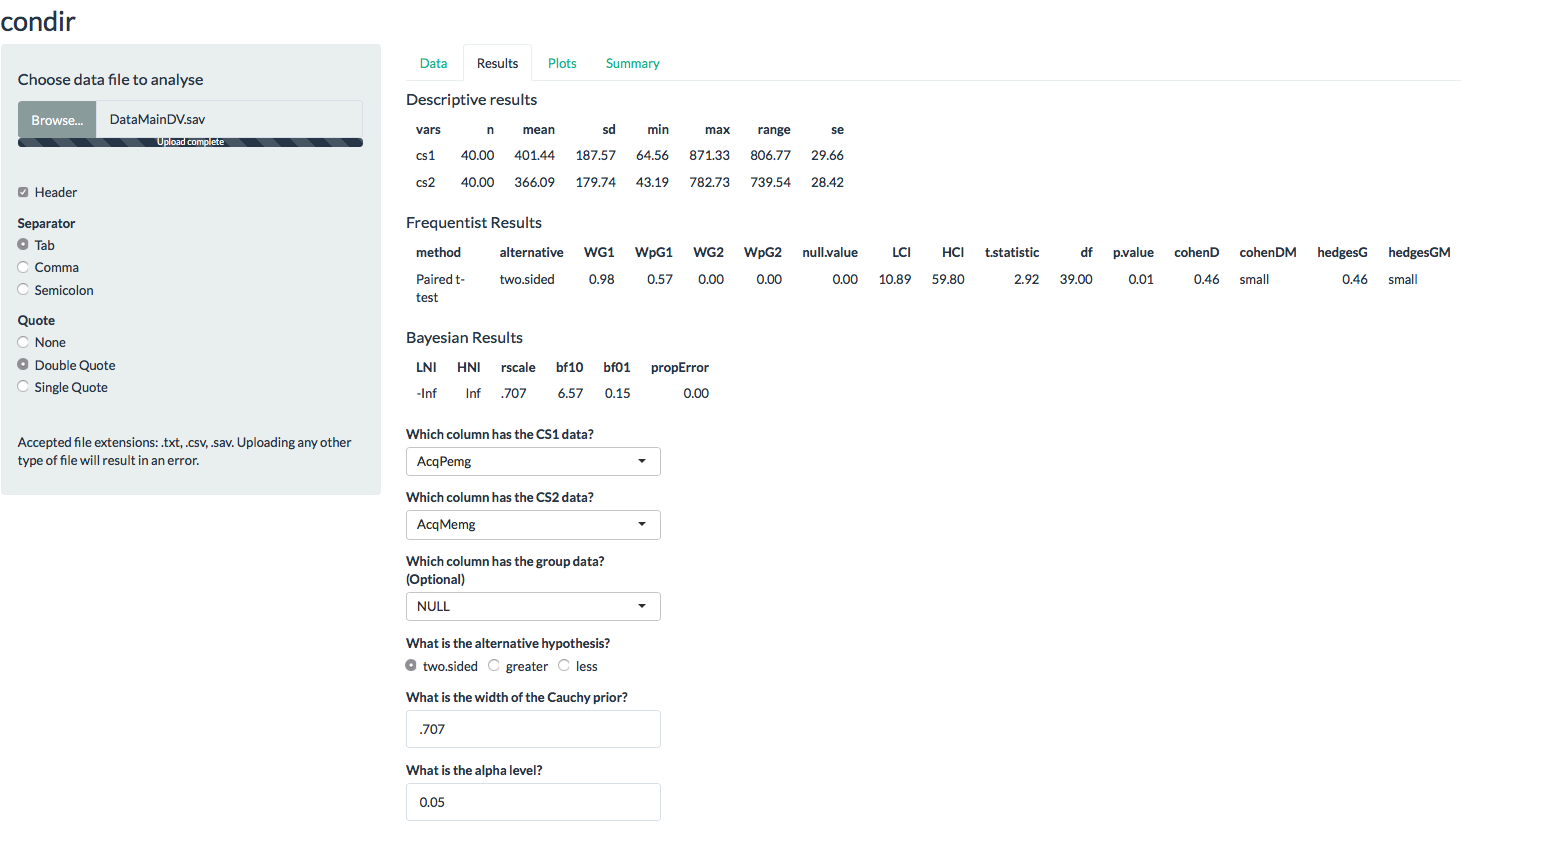 condir
Choose data file to analyse
Browse... DataMainDV.sav
Upload complete
Header
Separator
Tab
Comma
Semicolon
Quote
None
Double Quote
Single Quote
Accepted file extensions: .txt, .csv, .sav. Uploading any other
type of file will result in an error.
Data Results Plots Summary
Descriptive results
vars n mean sd min max range se
cs1 40.00 401.44 187.57 64.56 871.33 806.77 29.66
cs2 40.00 366.09 179.74 43.19 782.73 739.54 28.42
Frequentist Results
method alternative WG1 WpG1 WG2 WpG2 null.value LCI HCI t.statistic df p.value cohenD cohenDM hedgesG hedgesGM
Paired t- two.sided 0.98 0.57 0.00 0.00 0.00 10.89 59.80 2.92 39.00 0.01 0.46 small 0.46 small
test
Bayesian Results
LNI HNI rscale bf10 bf01 propError
-Inf Inf .707 6.57 0.15 0.00
Which column has the CS1 data?
AcqPemg
Which column has the CS2 data?
AcqMemg
Which column has the group data?
(Optional)
NULL
What is the alternative hypothesis?
two.sided greater less
What is the width of the Cauchy prior?
.707
What is the alpha level?
0.05